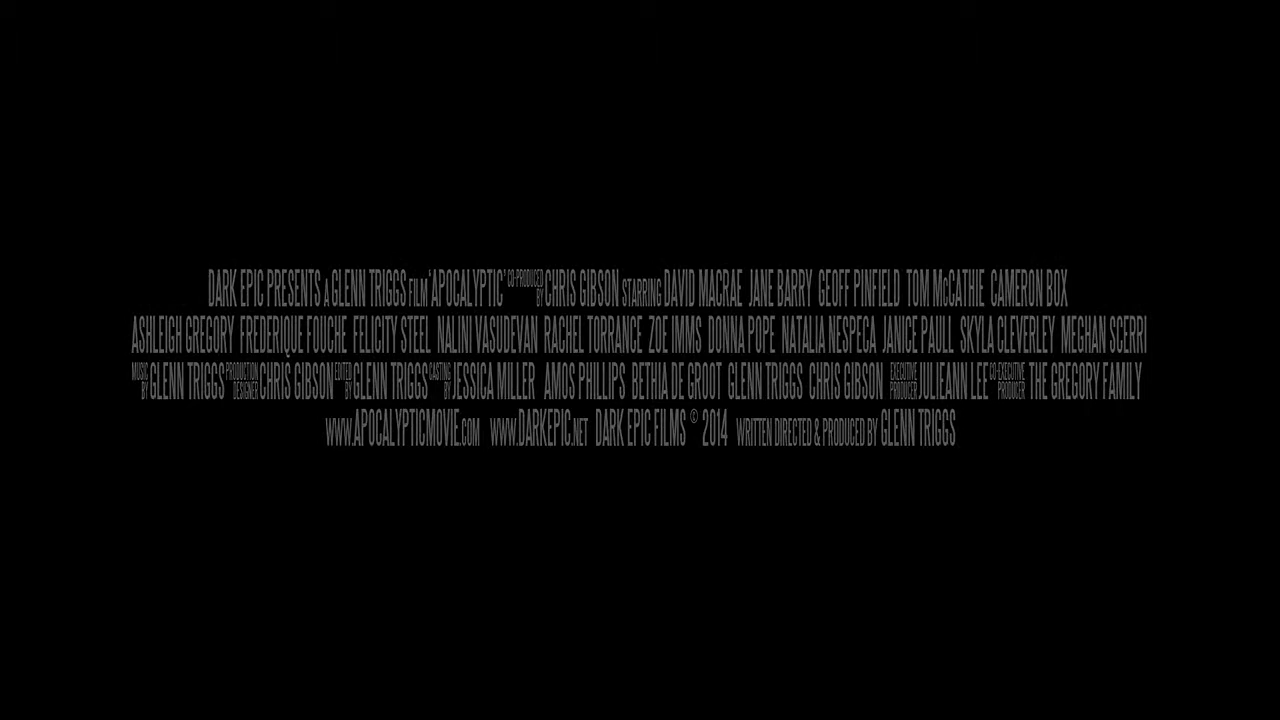 DARK EPIC PRESENTS A GLENN TRIGGS FILM 'APOCALYPTIC' CO-PRODUCED BY CHRIS GIBSON STARRING DAVID MACRAE JANE BARRY GEOFF PINFIELD TOM McCATHIE CAMERON BOX
ASHLEIGH GREGORY FREDERIQUE FOUCHE FELICITY STEEL NALINI VASUDEVAN RACHEL TORRANCE ZOE IMMS DONNA POPE NATALIA NESPECA JANICE PAULL SKYLA CLEVERLEY MEGHAN SCERRI
MUSIC BY GLENN TRIGGS PRODUCTION DESIGNER CHRIS GIBSON EDITED BY GLENN TRIGGS CASTING BY JESSICA MILLER AMOS PHILLIPS BETHIA DE GROOT GLENN TRIGGS CHRIS GIBSON EXECUTIVE PRODUCER JULIEANN LEE CO-EXECUTIVE PRODUCER THE GREGORY FAMILY
WWW.APOCALYPTICMOVIE.COM WWW.DARKEPIC.NET DARK EPIC FILMS © 2014 WRITTEN DIRECTED & PRODUCED BY GLENN TRIGGS